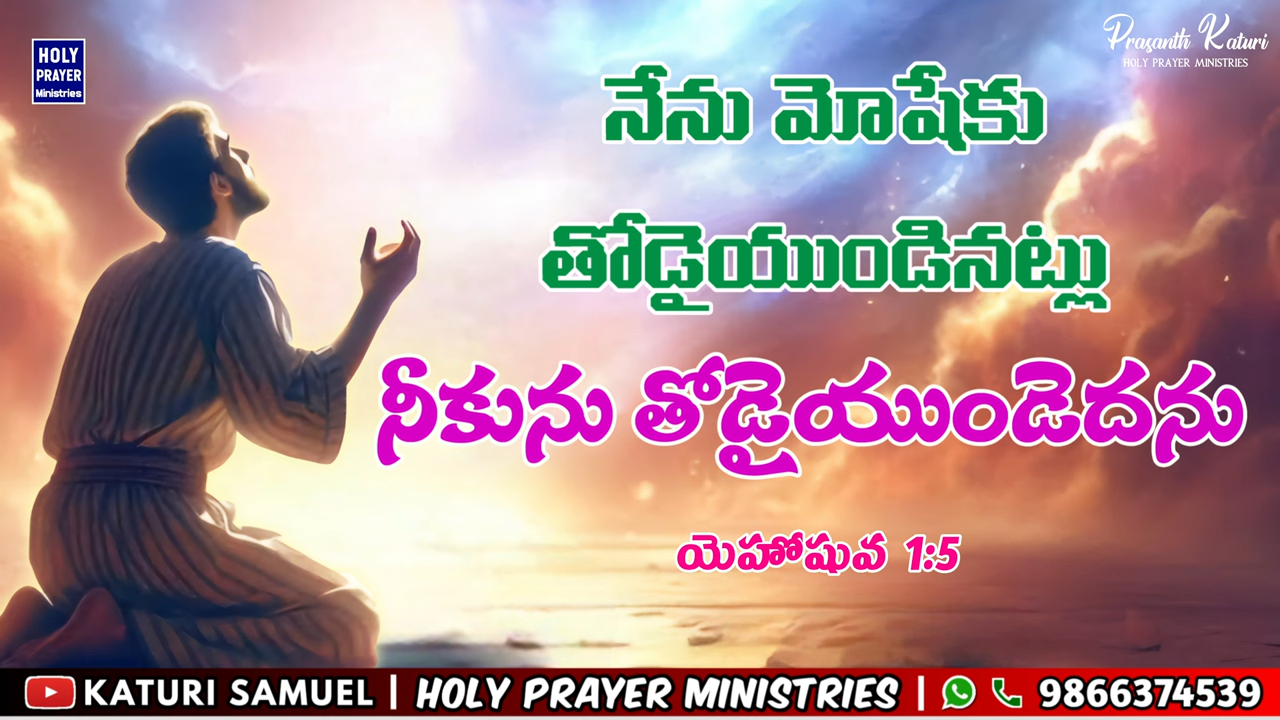 HOLY
PRAYER
Ministries
Prasanth Katuri
HOLY PRAYER MINISTRIES
నేను మోషేకు
తోడైయుండినట్లు
నీకును తోడైయుండెదను
యెహోషువ 1:5
KATURI SAMUEL | HOLY PRAYER MINISTRIES | 9866374539